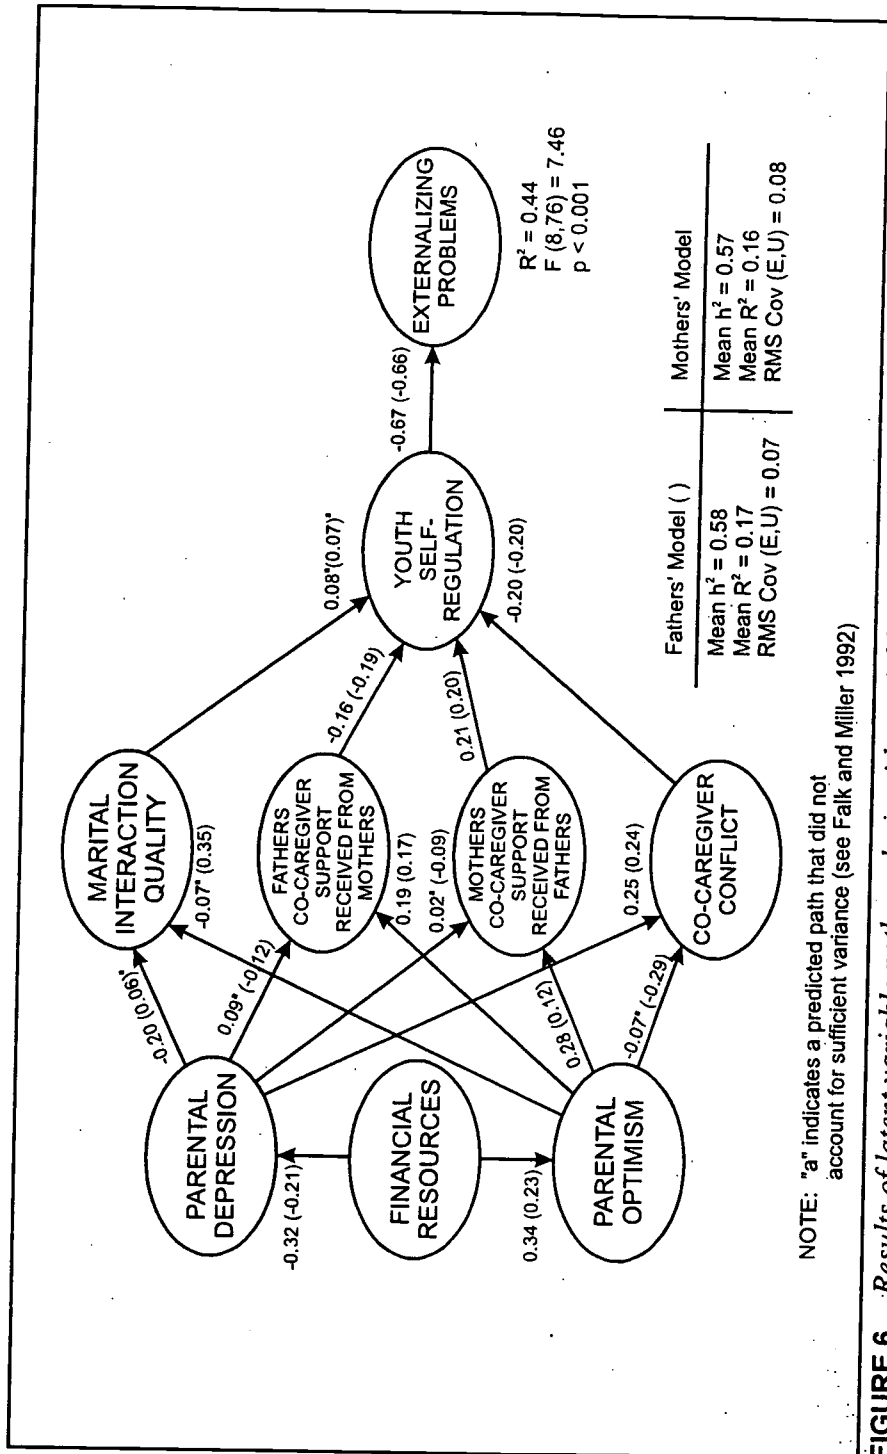 MARITAL
INTERACTION
QUALITY
PARENTAL
DEPRESSION
-0.20 (0.06)ª
-0.07ª (0.35)
0.08ª(0.07)ª
0.09ª (-0.12)
FATHERS
CO-CAREGIVER
SUPPORT
RECEIVED FROM
MOTHERS
-0.16 (-0.19)
-0.32 (-0.21)
0.19 (0.17)
0.02ª (-0.09)
FINANCIAL
RESOURCES
YOUTH
SELF-
REGULATION
-0.67 (-0.66)
EXTERNALIZING
PROBLEMS
R² = 0.44
F (8,76) = 7.46
p < 0.001
MOTHERS
CO-CAREGIVER
SUPPORT
RECEIVED FROM
FATHERS
0.21 (0.20)
0.34 (0.23)
0.28 (0.12)
0.25 (0.24)
-0.20 (-0.20)
PARENTAL
OPTIMISM
-0.07ª (-0.29)
CO-CAREGIVER
CONFLICT
Fathers' Model ( ) Mothers' Model
Mean h² = 0.58 Mean h² = 0.57
Mean R² = 0.17 Mean R² = 0.16
RMS Cov (E,U) = 0.07 RMS Cov (E,U) = 0.08
NOTE: "a" indicates a predicted path that did not
account for sufficient variance (see Falk and Miller 1992)
FIGURE 6 Results of latent variable path